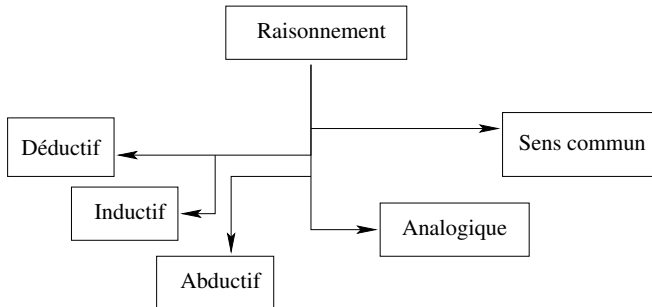 Raisonnement
Déductif
Sens commun
Inductif
Analogique
Abductif